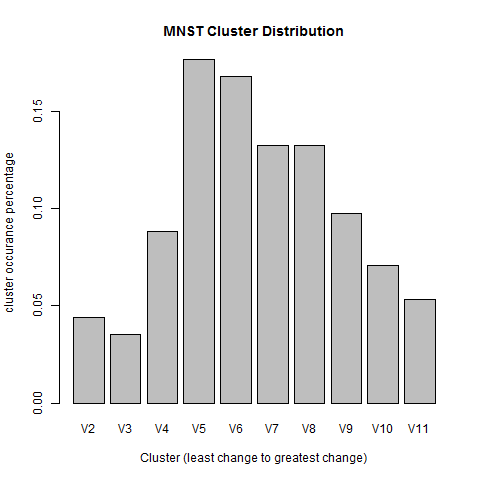 MNST Cluster Distribution
cluster occurance percentage
0.15
0.10
0.05
0.00
V2 V3 V4 V5 V6 V7 V8 V9 V10 V11
Cluster (least change to greatest change)